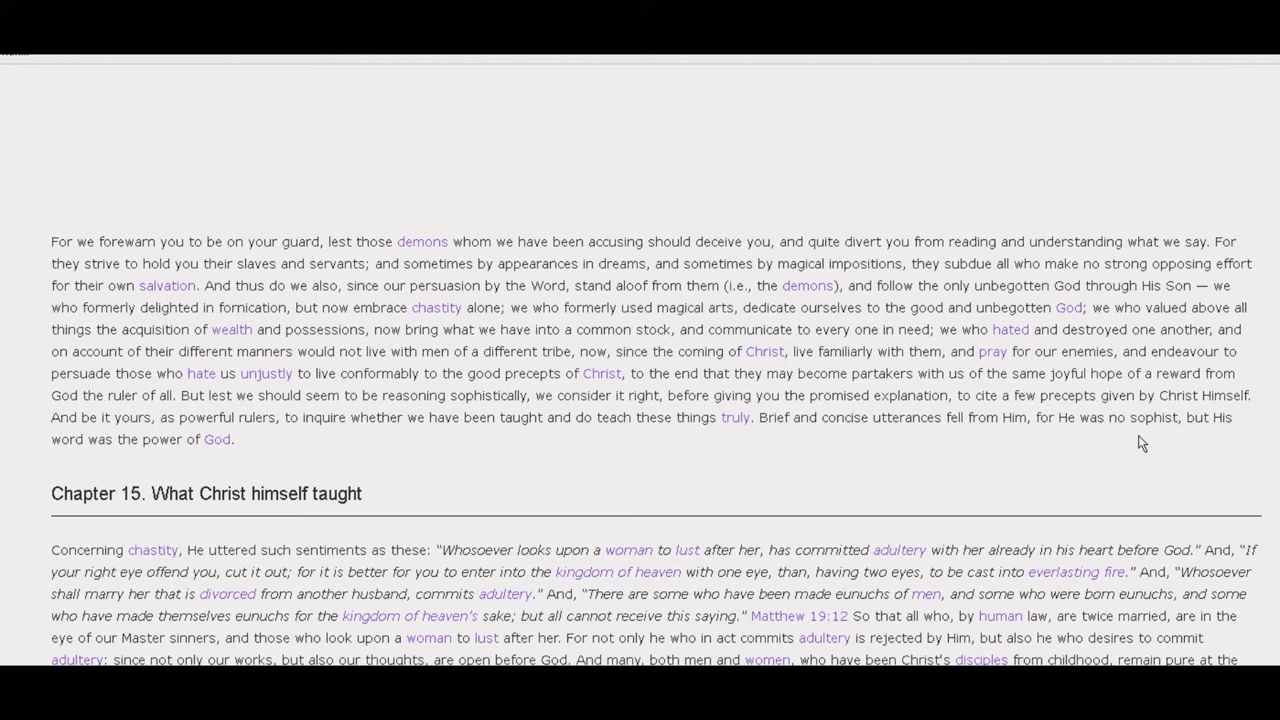 For we forewarn you to be on your guard, lest those demons whom we have been accusing should deceive you, and quite divert you from reading and understanding what we say. For
they strive to hold you their slaves and servants; and sometimes by appearances in dreams, and sometimes by magical impositions, they subdue all who make no strong opposing effort
for their own salvation. And thus do we also, since our persuasion by the Word, stand aloof from them (i.e., the demons), and follow the only unbegotten God through His Son — we
who formerly delighted in fornication, but now embrace chastity alone; we who formerly used magical arts, dedicate ourselves to the good and unbegotten God; we who valued above all
things the acquisition of wealth and possessions, now bring what we have into a common stock, and communicate to every one in need; we who hated and destroyed one another, and
on account of their different manners would not live with men of a different tribe, now, since the coming of Christ, live familiarly with them, and pray for our enemies, and endeavour to
persuade those who hate us unjustly to live conformably to the good precepts of Christ, to the end that they may become partakers with us of the same joyful hope of a reward from
God the ruler of all. But lest we should seem to be reasoning sophistically, we consider it right, before giving you the promised explanation, to cite a few precepts given by Christ Himself.
And be it yours, as powerful rulers, to inquire whether we have been taught and do teach these things truly. Brief and concise utterances fell from Him, for He was no sophist, but His
word was the power of God.
Chapter 15. What Christ himself taught
Concerning chastity, He uttered such sentiments as these: “Whosoever looks upon a woman to lust after her, has committed adultery with her already in his heart before God.” And, “If
your right eye offend you, cut it out; for it is better for you to enter into the kingdom of heaven with one eye, than, having two eyes, to be cast into everlasting fire.” And, “Whosoever
shall marry her that is divorced from another husband, commits adultery.” And, “There are some who have been made eunuchs of men, and some who were born eunuchs, and some
who have made themselves eunuchs for the kingdom of heaven's sake; but all cannot receive this saying.” Matthew 19:12 So that all who, by human law, are twice married, are in the
eye of our Master sinners, and those who look upon a woman to lust after her. For not only he who in act commits adultery is rejected by Him, but also he who desires to commit
adultery: since not only our works, but also our thoughts, are open before God. And many, both men and women, who have been Christ's disciples from childhood, remain pure at the